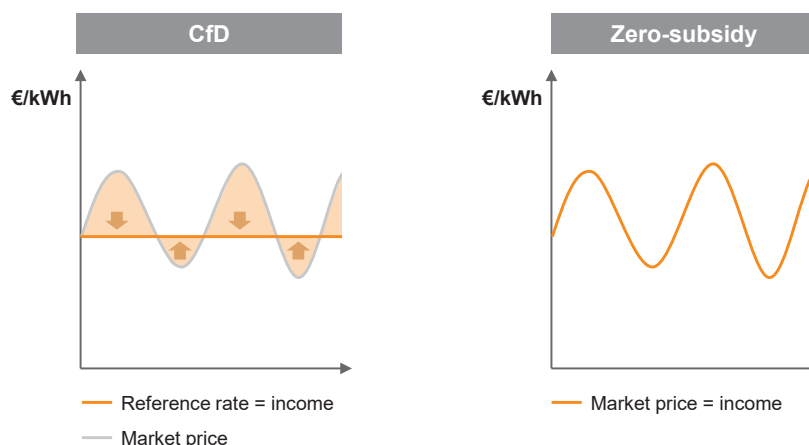 CfD
Zero-subsidy
€/kWh
€/kWh
Reference rate = income
Market price
Market price = income